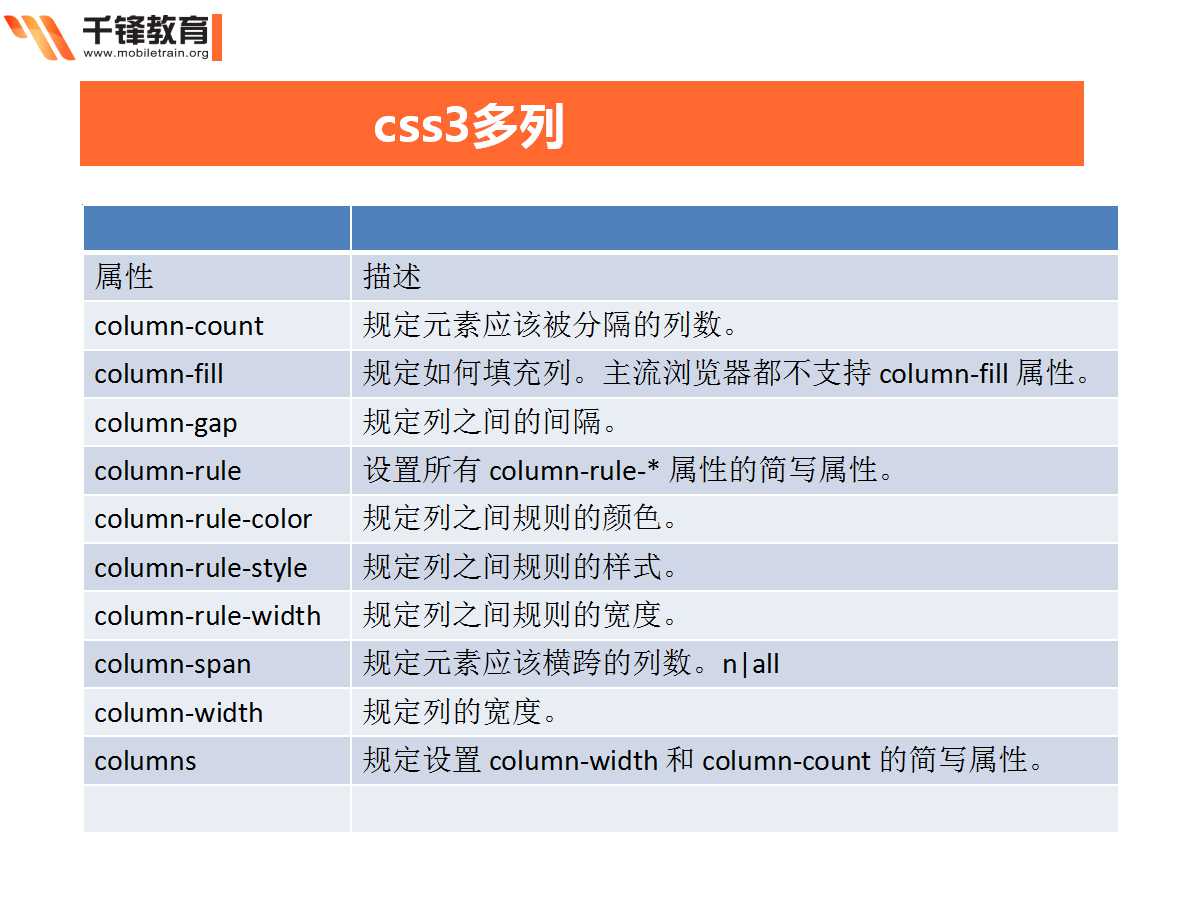 千锋教育
www.mobiletrain.org
css3多列
属性 描述
column-count 规定元素应该被分隔的列数。
column-fill 规定如何填充列。主流浏览器都不支持 column-fill 属性。
column-gap 规定列之间的间隔。
column-rule 设置所有 column-rule-* 属性的简写属性。
column-rule-color 规定列之间规则的颜色。
column-rule-style 规定列之间规则的样式。
column-rule-width 规定列之间规则的宽度。
column-span 规定元素应该横跨的列数。n|all
column-width 规定列的宽度。
columns 规定设置 column-width 和 column-count 的简写属性。